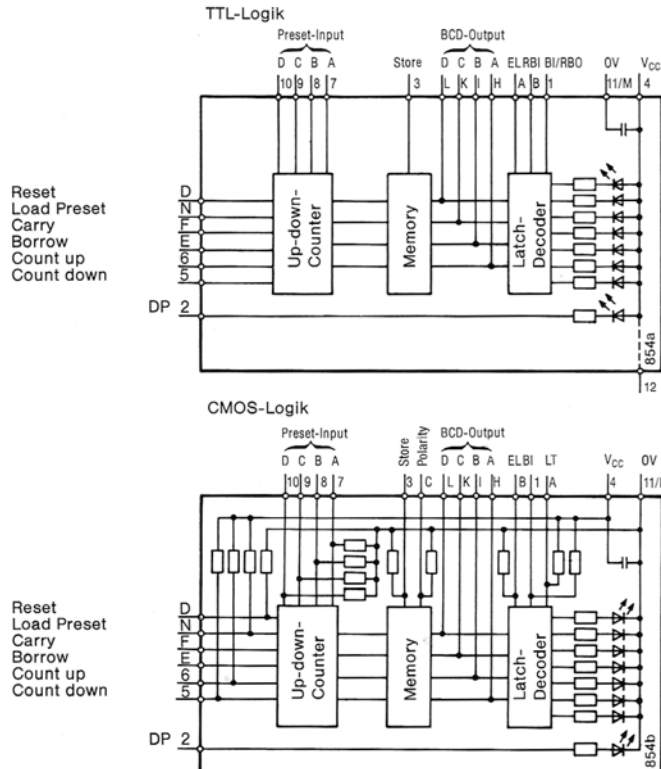 TTL-Logik
Preset-Input
BCD-Output
D C B A
Store
D C B A
EL RBI BI/RBO
0V
VCC
10 9 8 7
3
L K I H
A B 1
11/M
4
Reset
D
Load Preset
N
Carry
F
Borrow
E
Count up
6
Count down
5
DP 2
Up-down-Counter
Memory
Latch-Decoder
854a
12
CMOS-Logik
Preset-Input
BCD-Output
D C B A
Store
Polarity
D C B A
EL BI LT
VCC
0V
10 9 8 7
3 C
L K I H
B 1 A
4
Reset
D
Load Preset
N
Carry
F
Borrow
E
Count up
6
Count down
5
DP 2
Up-down-Counter
Memory
Latch-Decoder
854b